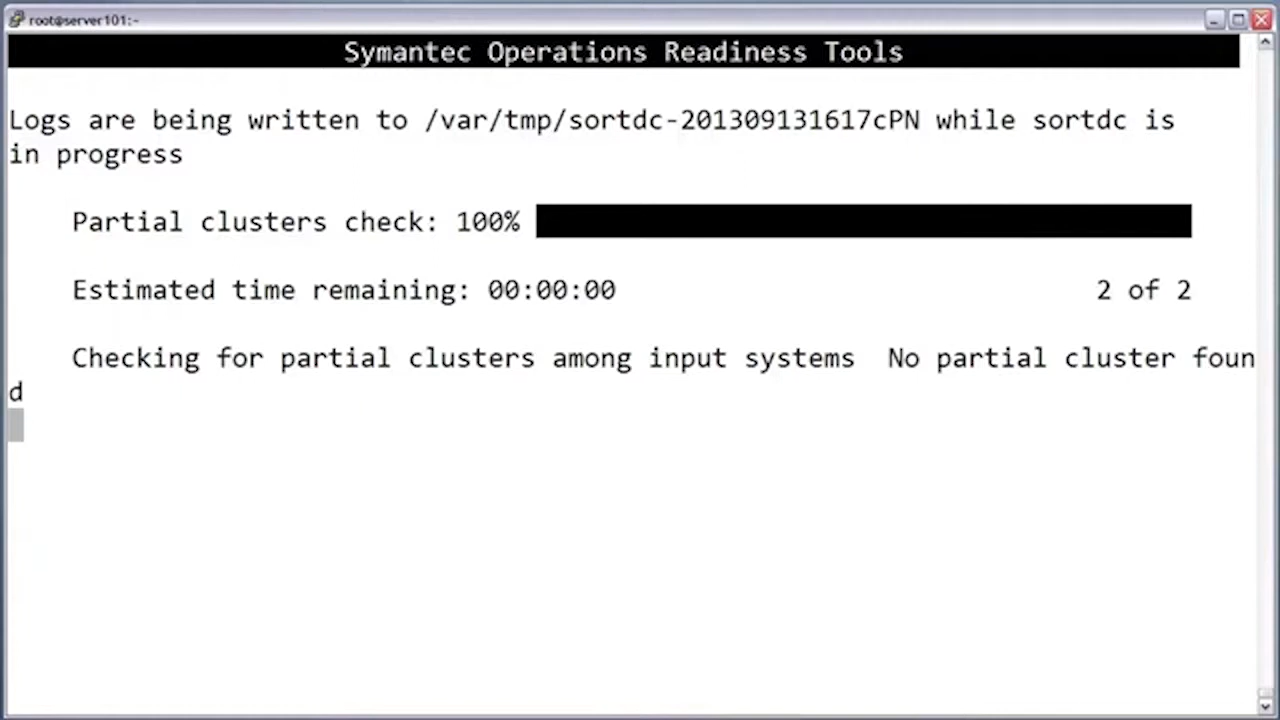 root@server101:~
Symantec Operations Readiness Tools
Logs are being written to /var/tmp/sortdc-201309131617cPN while sortdc is
in progress
Partial clusters check: 100%
Estimated time remaining: 00:00:00 2 of 2
Checking for partial clusters among input systems  No partial cluster foun
d